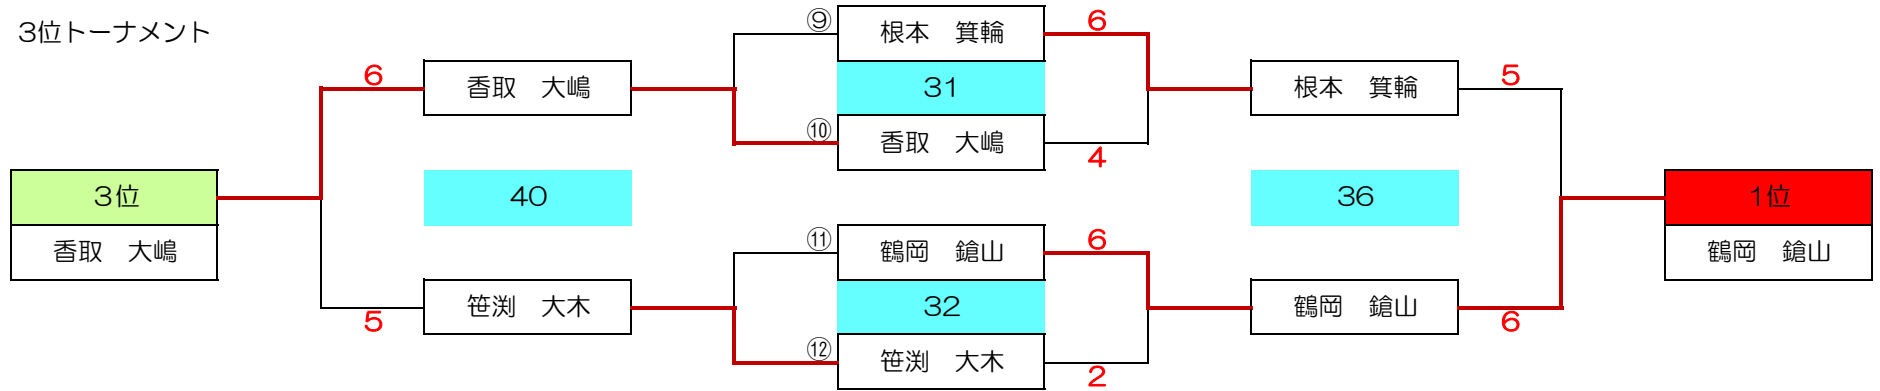 3位トーナメント
⑨ 根本　箕輪 6
6 香取　大嶋 31 根本　箕輪 5
⑩ 香取　大嶋 4
3位 40 36 1位
香取　大嶋 ⑪ 鶴岡　鎗山 6 鶴岡　鎗山
5 笹渕　大木 32 鶴岡　鎗山 6
⑫ 笹渕　大木 2